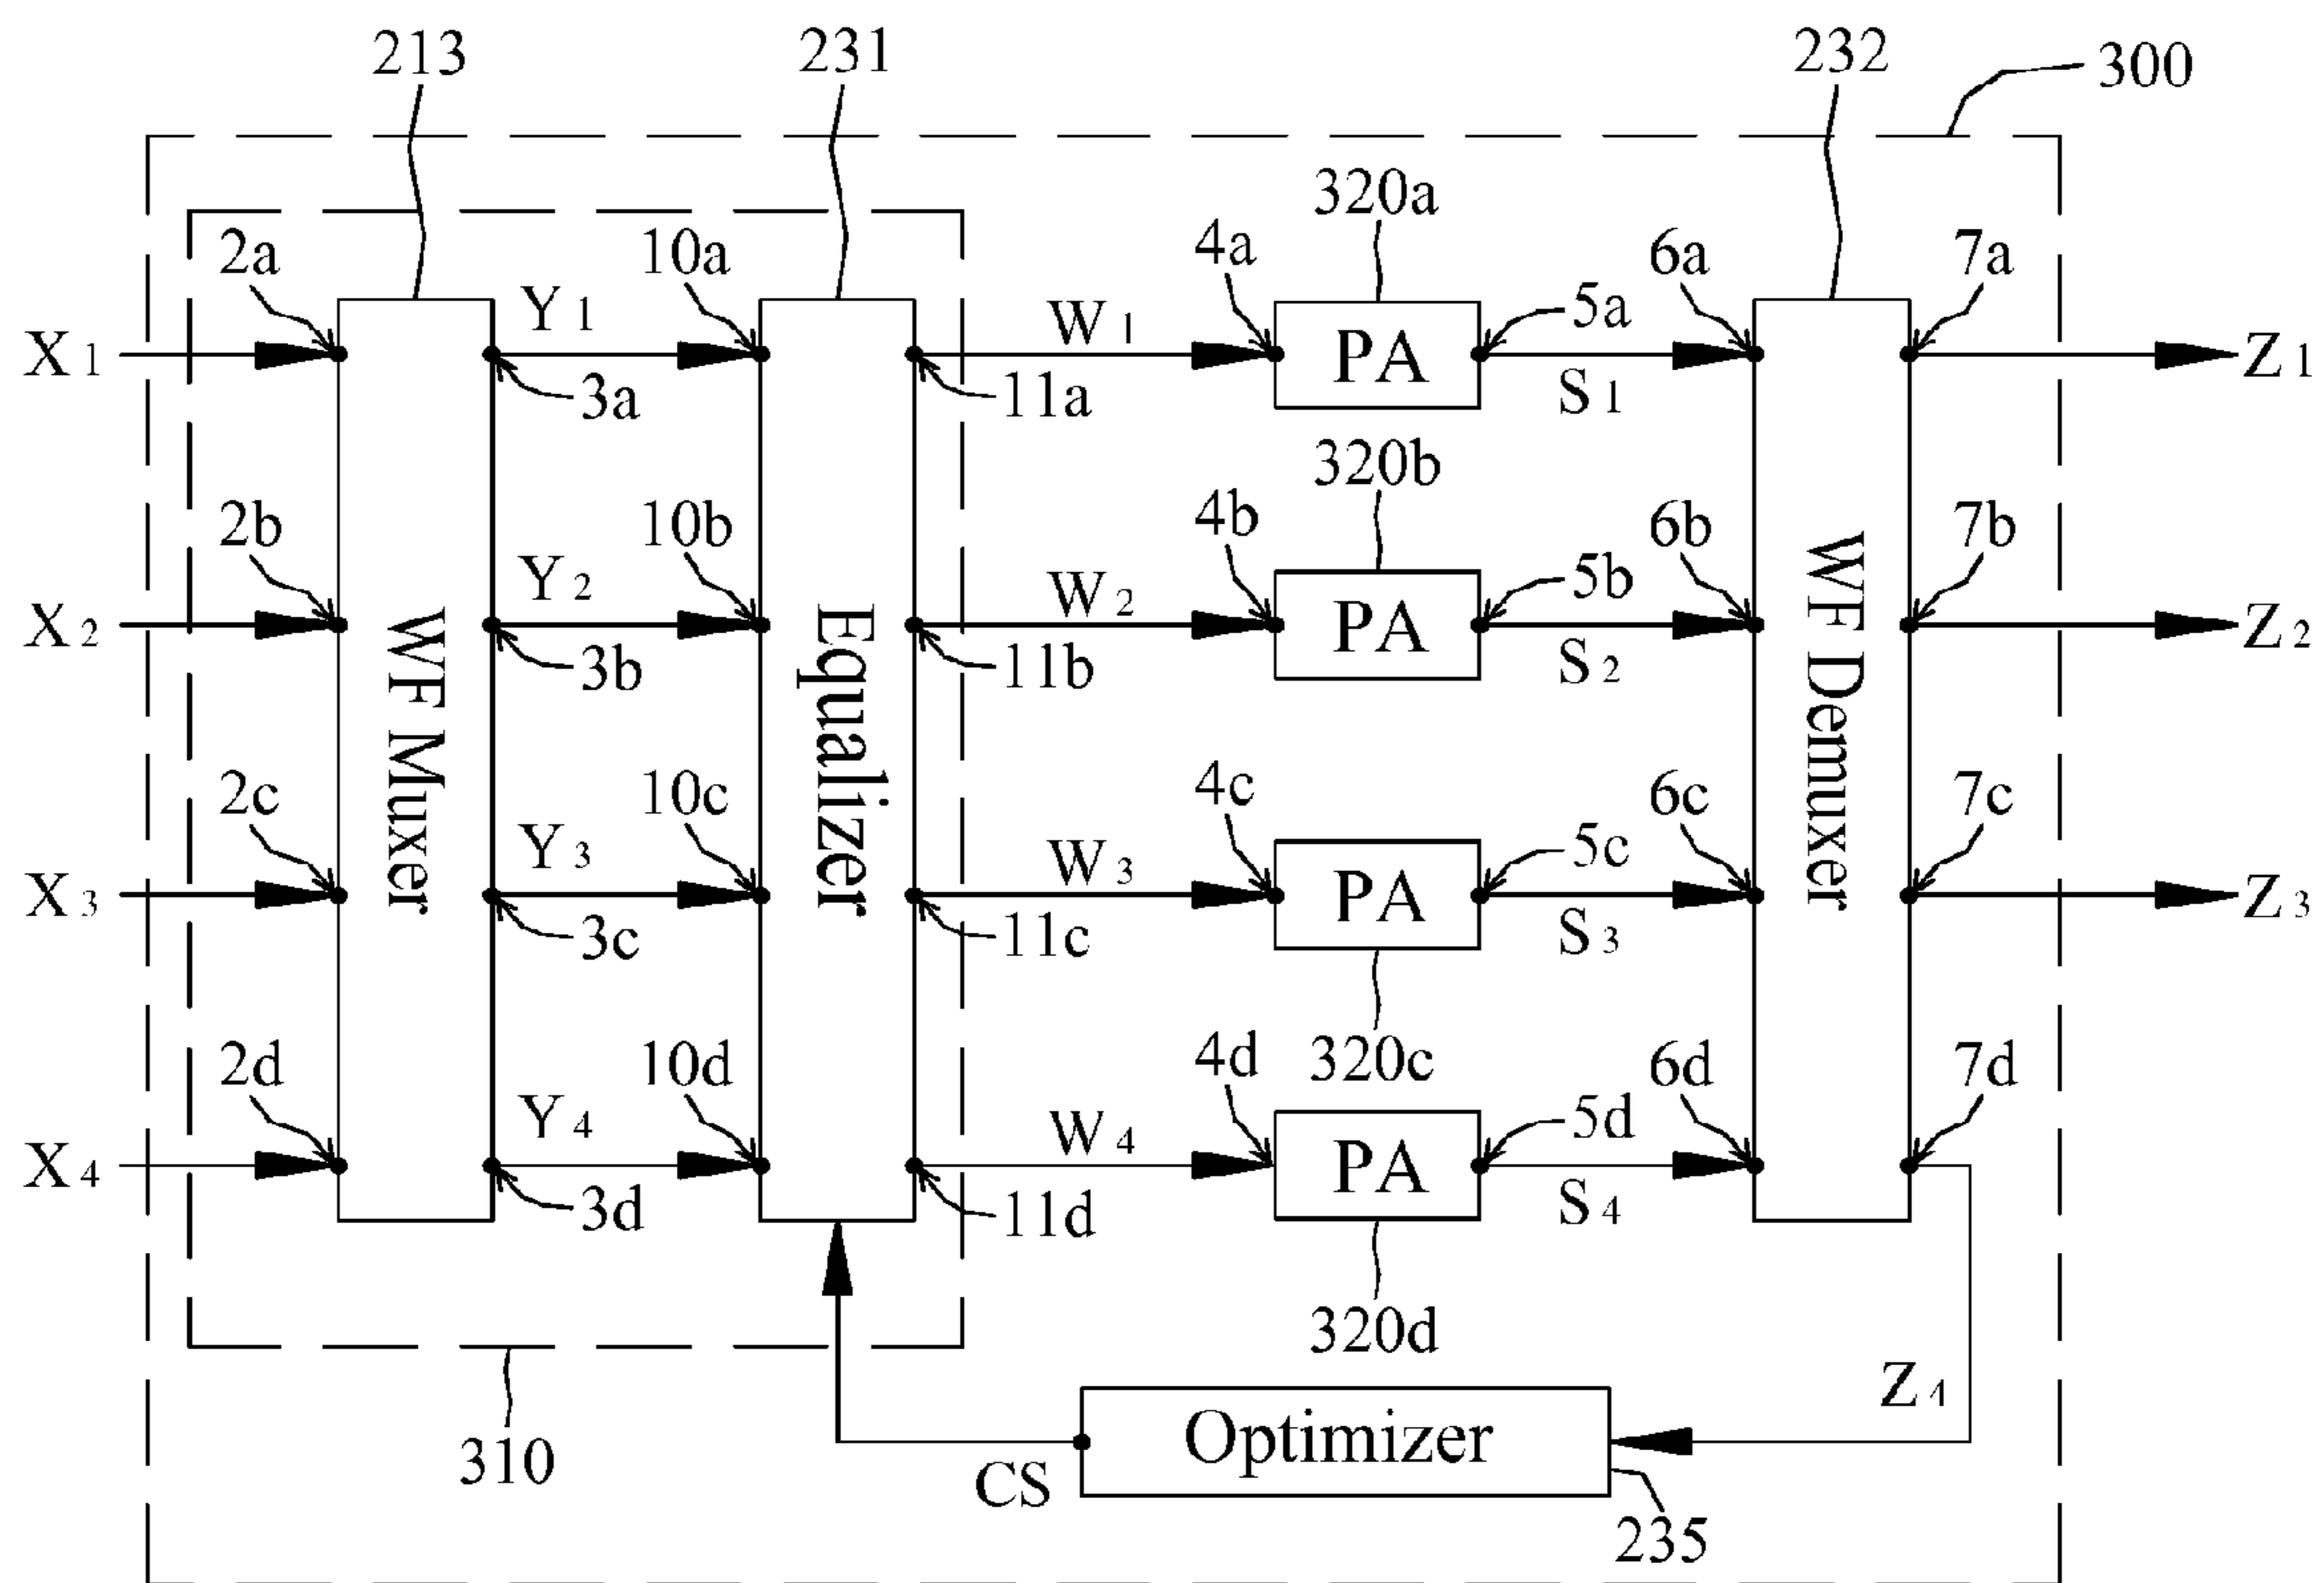 213
231
232
300
320a
2a
10a
4a
6a
7a
X1
Y1
W1
PA
5a
S1
Z1
3a
11a
320b
2b
10b
4b
6b
7b
X2
Y2
W2
PA
5b
S2
Z2
3b
11b
WF Muxer
Equalizer
WF Demuxer
2c
10c
4c
6c
7c
X3
Y3
W3
PA
5c
S3
Z3
3c
11c
320c
2d
10d
4d
6d
7d
X4
Y4
W4
PA
5d
S4
3d
11d
320d
Z4
310
CS
Optimizer
235